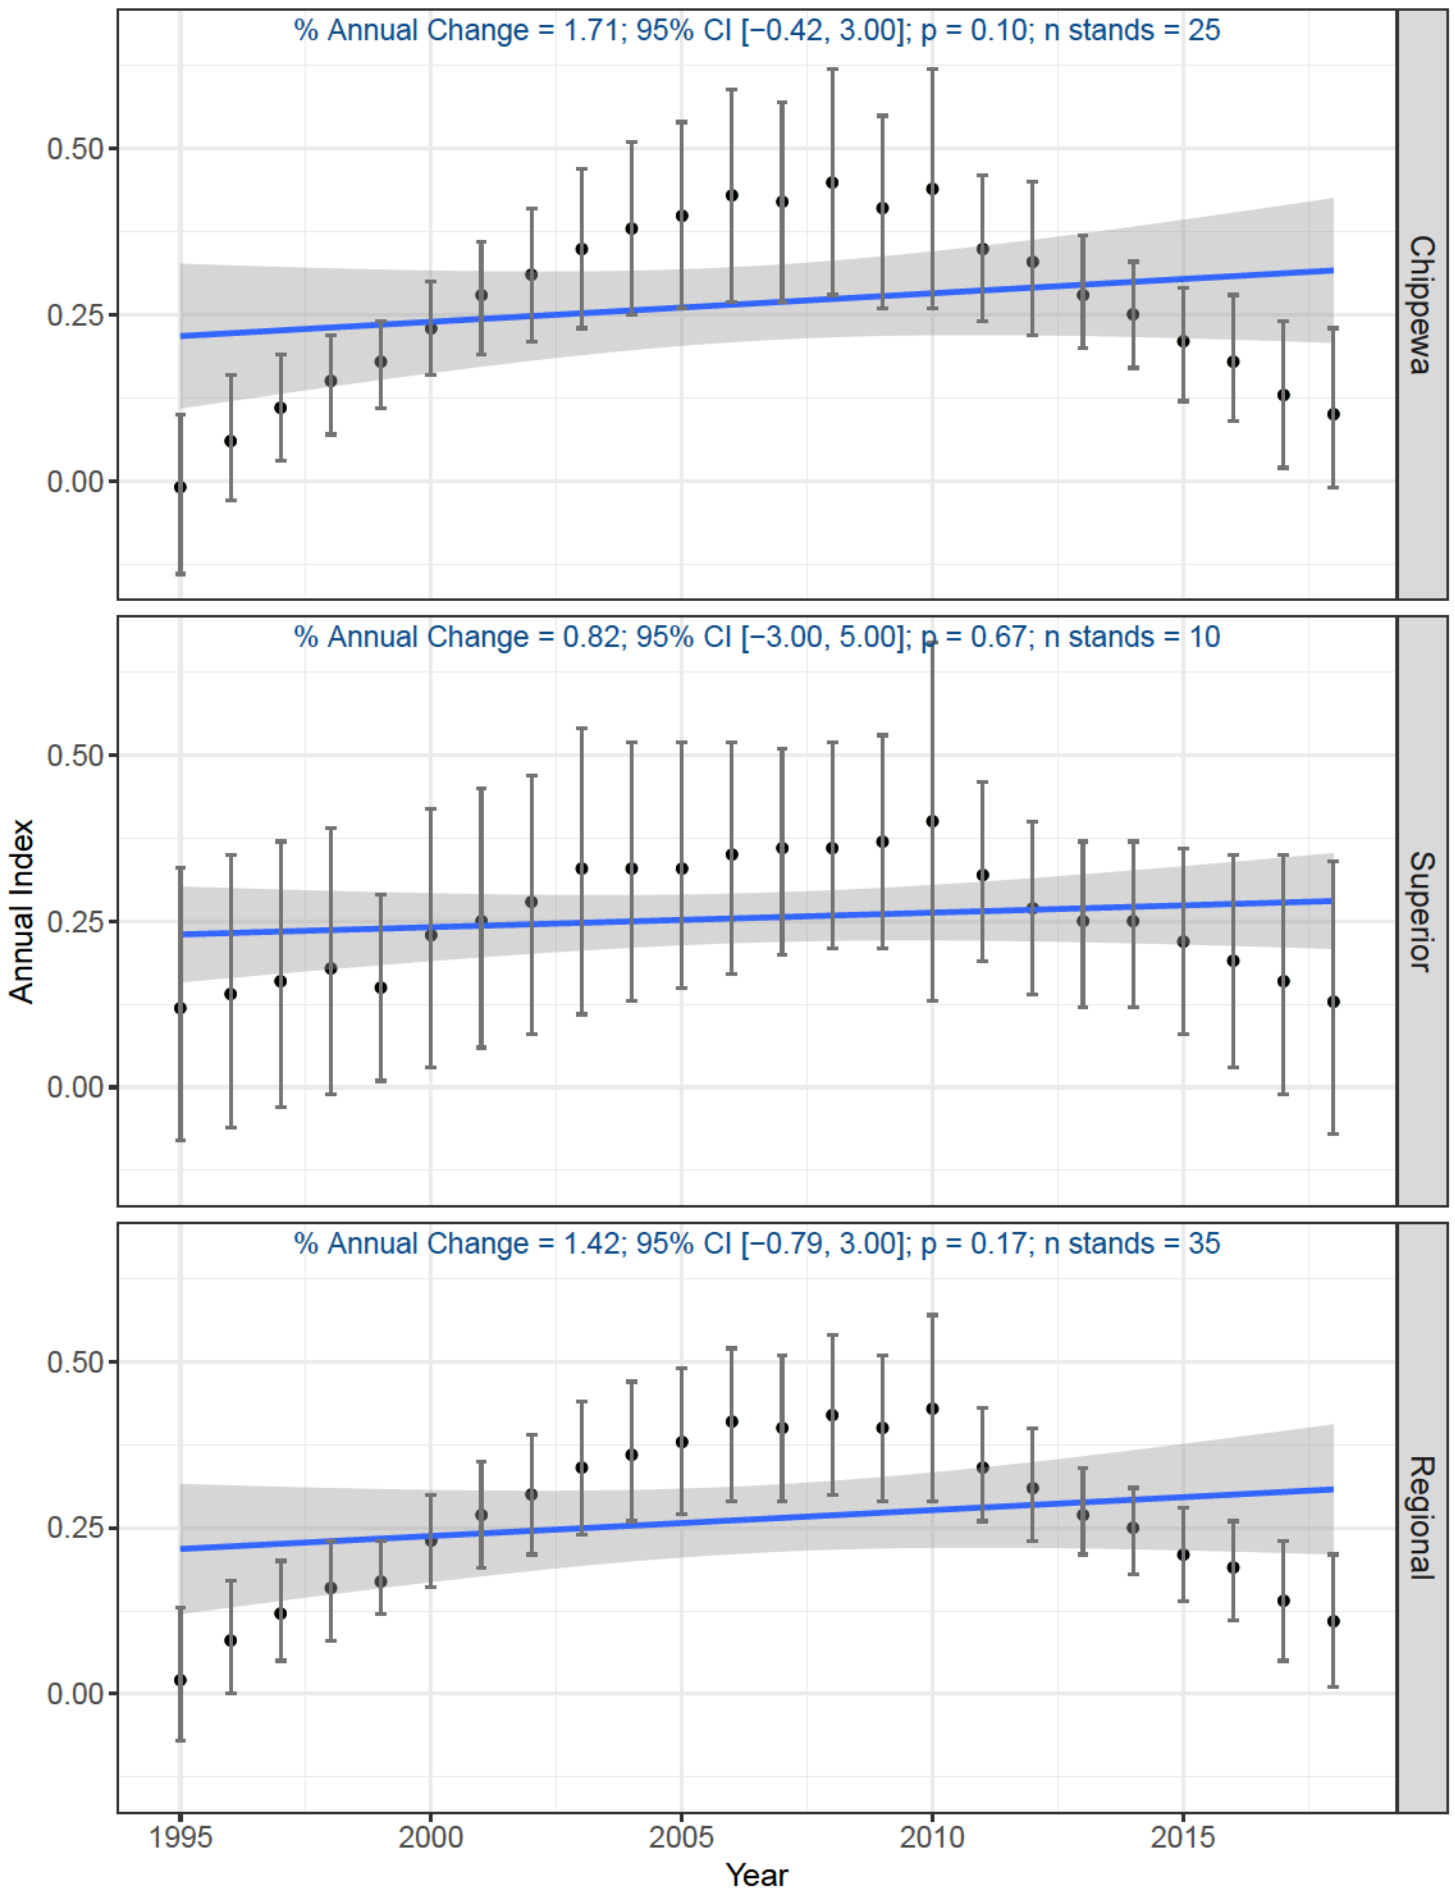 % Annual Change = 1.71; 95% CI [−0.42, 3.00]; p = 0.10; n stands = 25
0.50
0.25
0.00
Chippewa
% Annual Change = 0.82; 95% CI [−3.00, 5.00]; p = 0.67; n stands = 10
0.50
0.25
0.00
Superior
Annual Index
% Annual Change = 1.42; 95% CI [−0.79, 3.00]; p = 0.17; n stands = 35
0.50
0.25
0.00
Regional
1995 2000 2005 2010 2015
Year